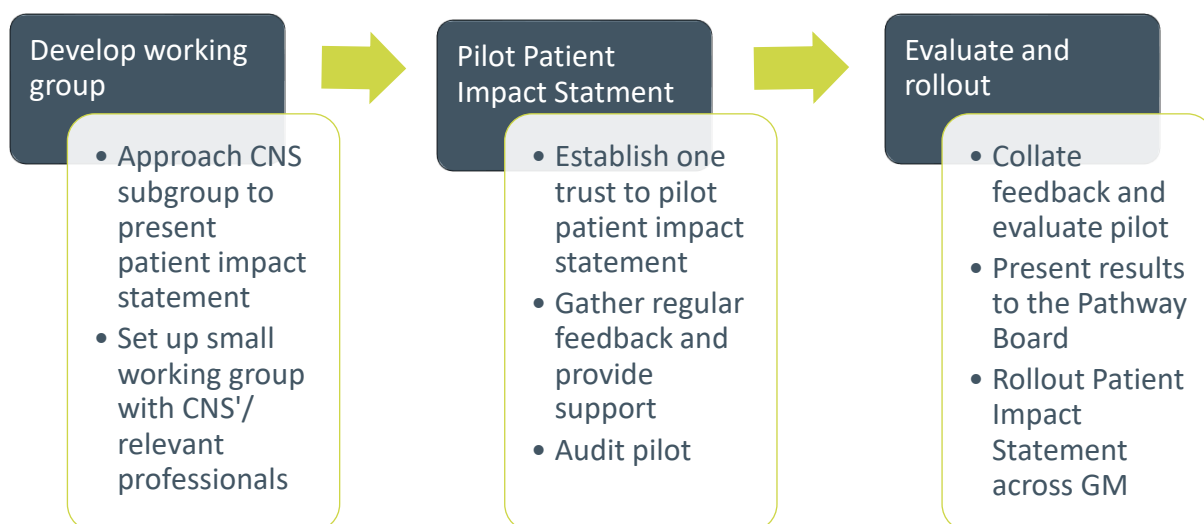 Develop working
group
• Approach CNS
subgroup to
present
patient impact
statement
• Set up small
working group
with CNS'/
relevant
professionals
Pilot Patient
Impact Statment
• Establish one
trust to pilot
patient impact
statement
• Gather regular
feedback and
provide
support
• Audit pilot
Evaluate and
rollout
• Collate
feedback and
evaluate pilot
• Present results
to the Pathway
Board
• Rollout Patient
Impact
Statement
across GM